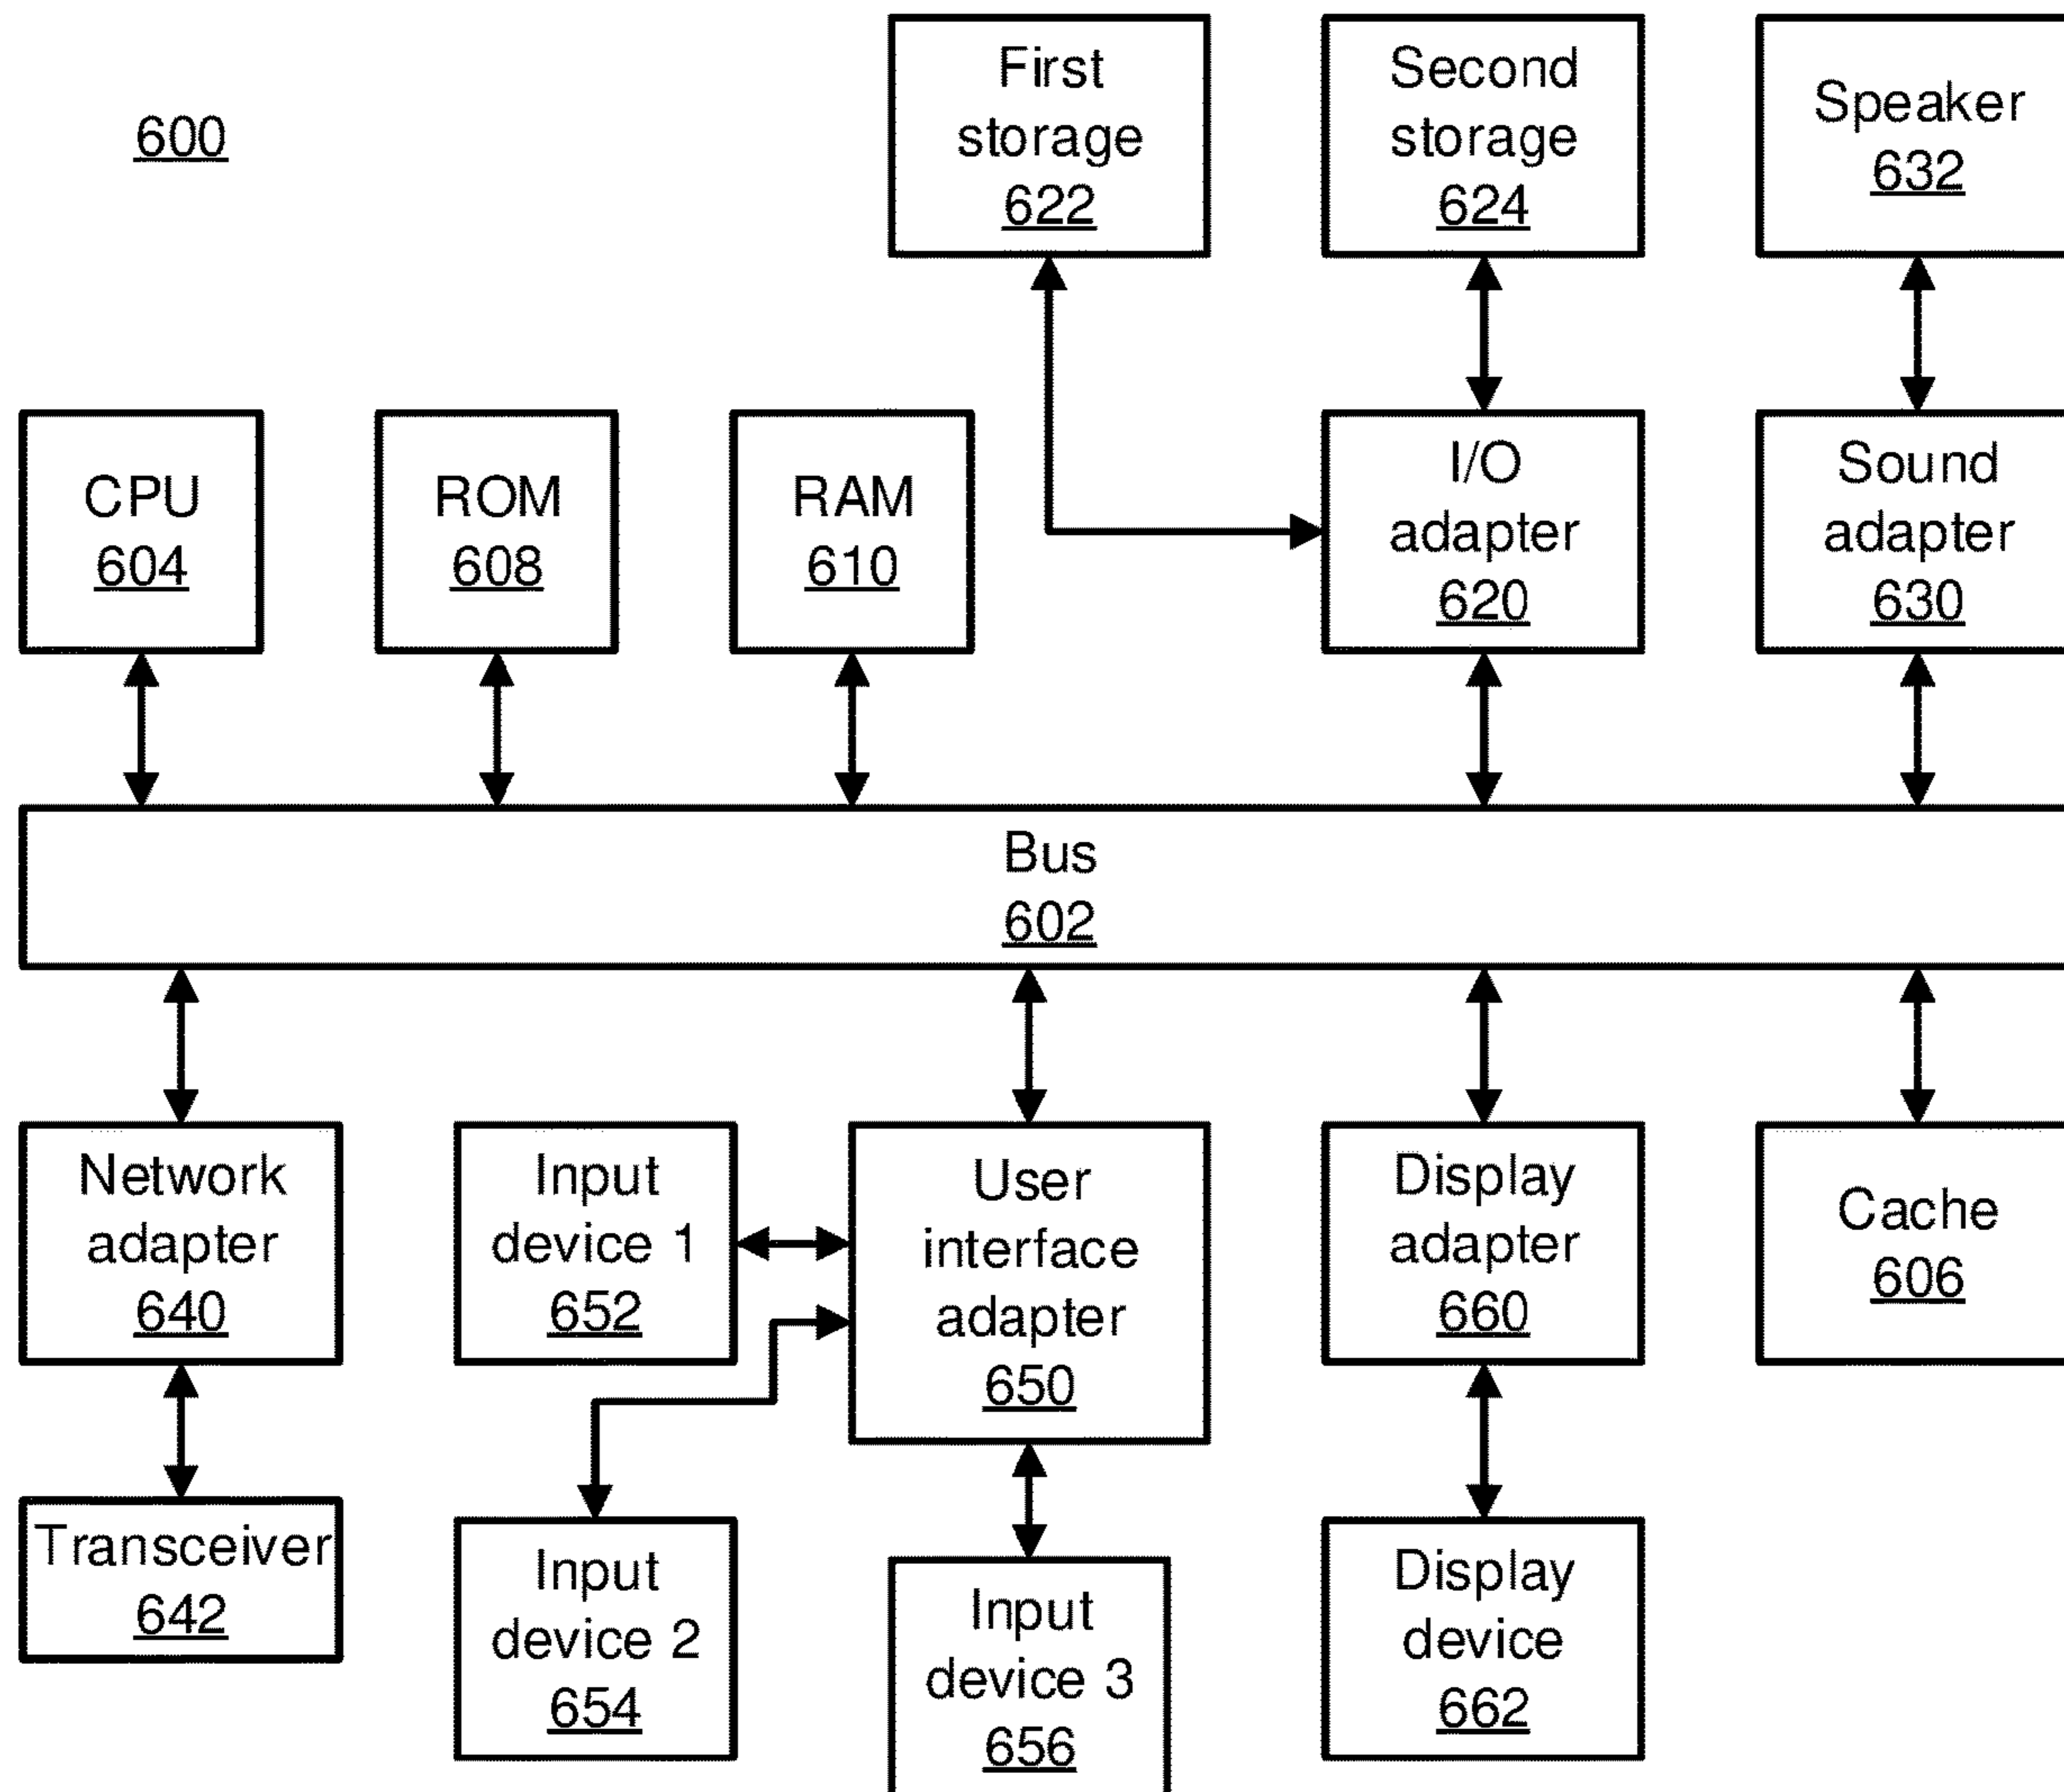 600
First
storage
622
Second
storage
624
Speaker
632
CPU
604
ROM
608
RAM
610
I/O
adapter
620
Sound
adapter
630
Bus
602
Network
adapter
640
Input
device 1
652
User
interface
adapter
650
Display
adapter
660
Cache
606
Transceiver
642
Input
device 2
654
Input
device 3
656
Display
device
662